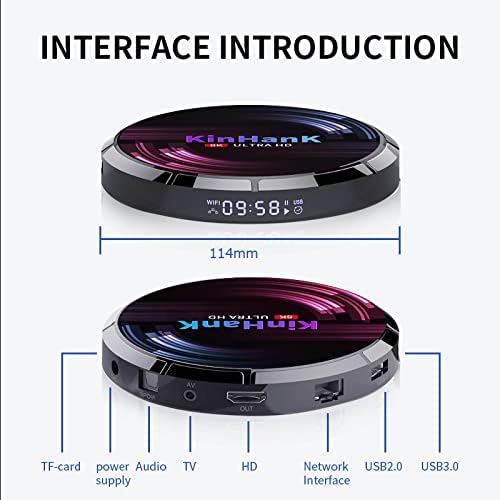 INTERFACE INTRODUCTION
KinHanK
8K ULTRA HD
WIFI 09:58 USB
114mm
KinHanK
8K ULTRA HD
SPDIF
AV
OUT
TF-card
power supply
Audio
TV
HD
Network Interface
USB2.0
USB3.0